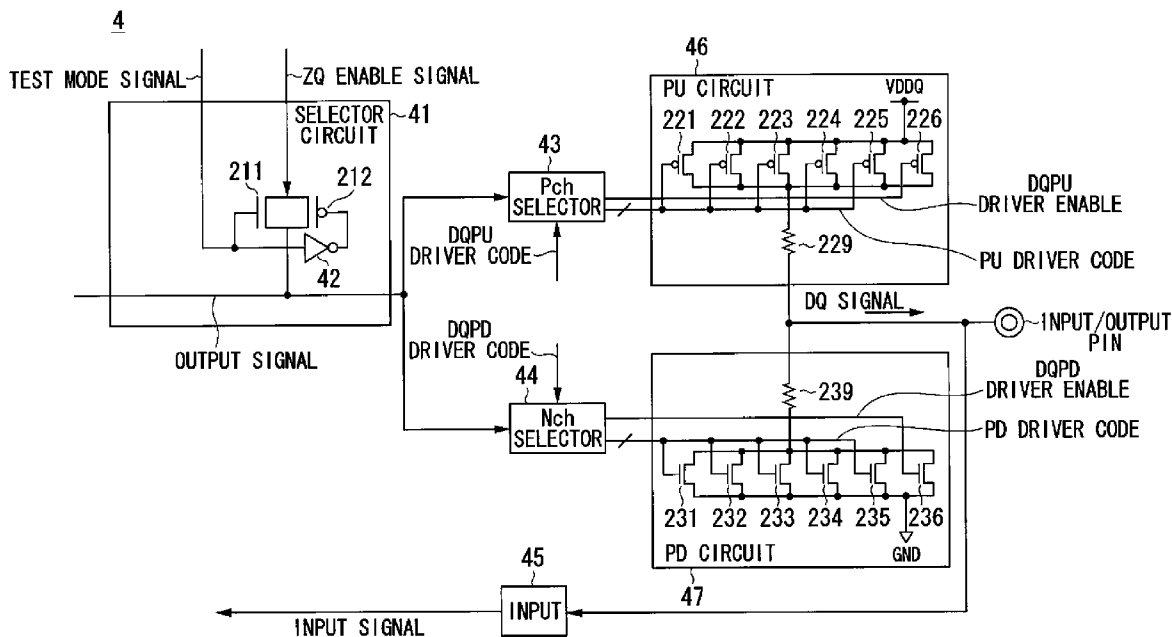 4
TEST MODE SIGNAL
ZQ ENABLE SIGNAL
SELECTOR
CIRCUIT
41
211
212
42
OUTPUT SIGNAL
43
Pch
SELECTOR
DQPU
DRIVER CODE
DQPD
DRIVER CODE
44
Nch
SELECTOR
46
PU CIRCUIT
VDDQ
221
222
223
224
225
226
229
DQPU
DRIVER ENABLE
PU DRIVER CODE
DQ SIGNAL
INPUT/OUTPUT
PIN
DQPD
DRIVER ENABLE
239
PD DRIVER CODE
231
232
233
234
235
236
GND
PD CIRCUIT
47
45
INPUT
INPUT SIGNAL